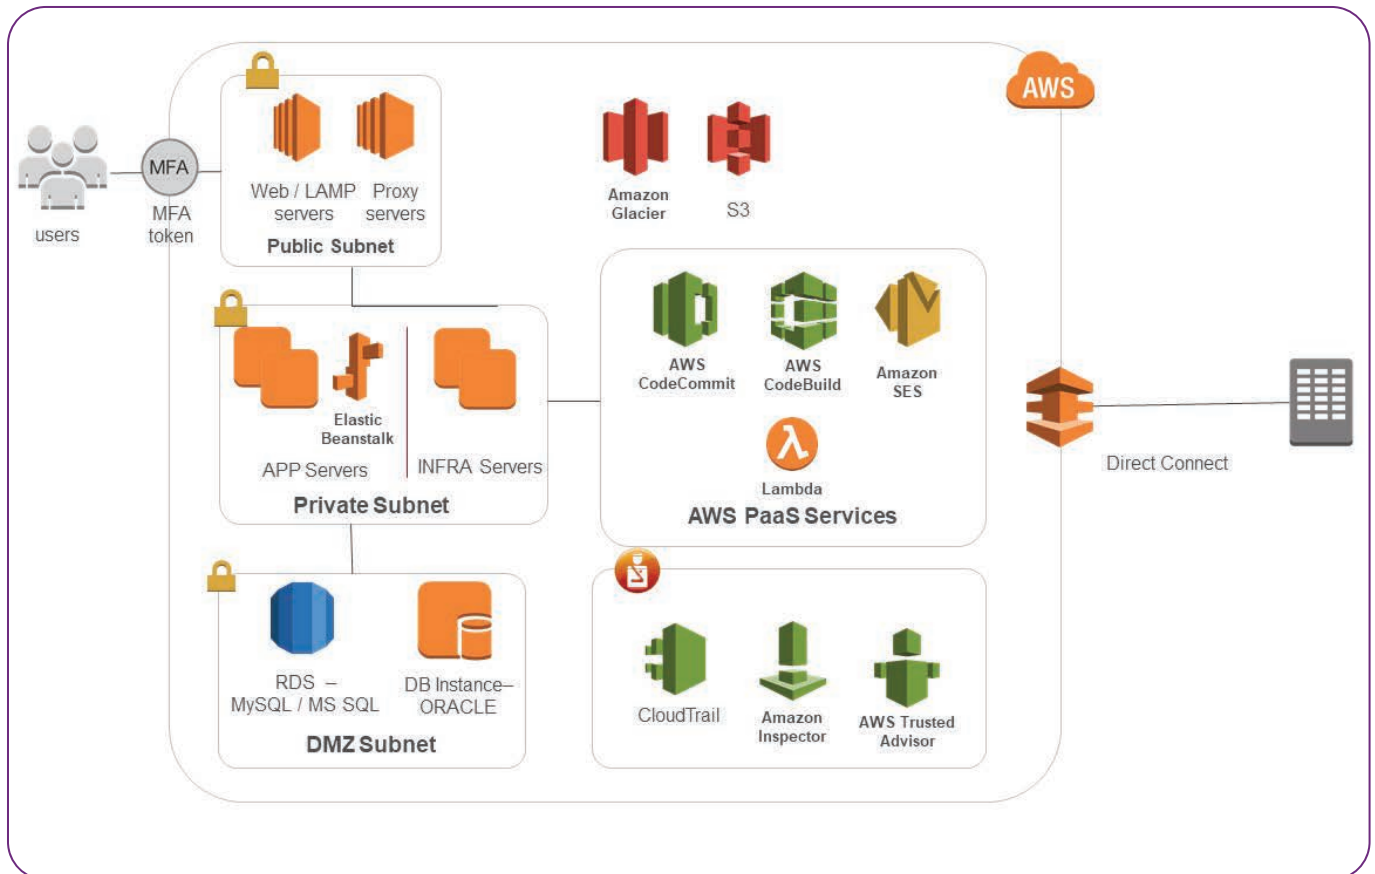 AWS
MFA
users
MFA
token
Web / LAMP
servers
Proxy
servers
Public Subnet
Amazon
Glacier
S3
Elastic
Beanstalk
APP Servers
INFRA Servers
Private Subnet
AWS
CodeCommit
AWS
CodeBuild
Amazon
SES
λ
Lambda
AWS PaaS Services
Direct Connect
RDS –
MySQL / MS SQL
DB Instance–
ORACLE
DMZ Subnet
CloudTrail
Amazon
Inspector
AWS Trusted
Advisor